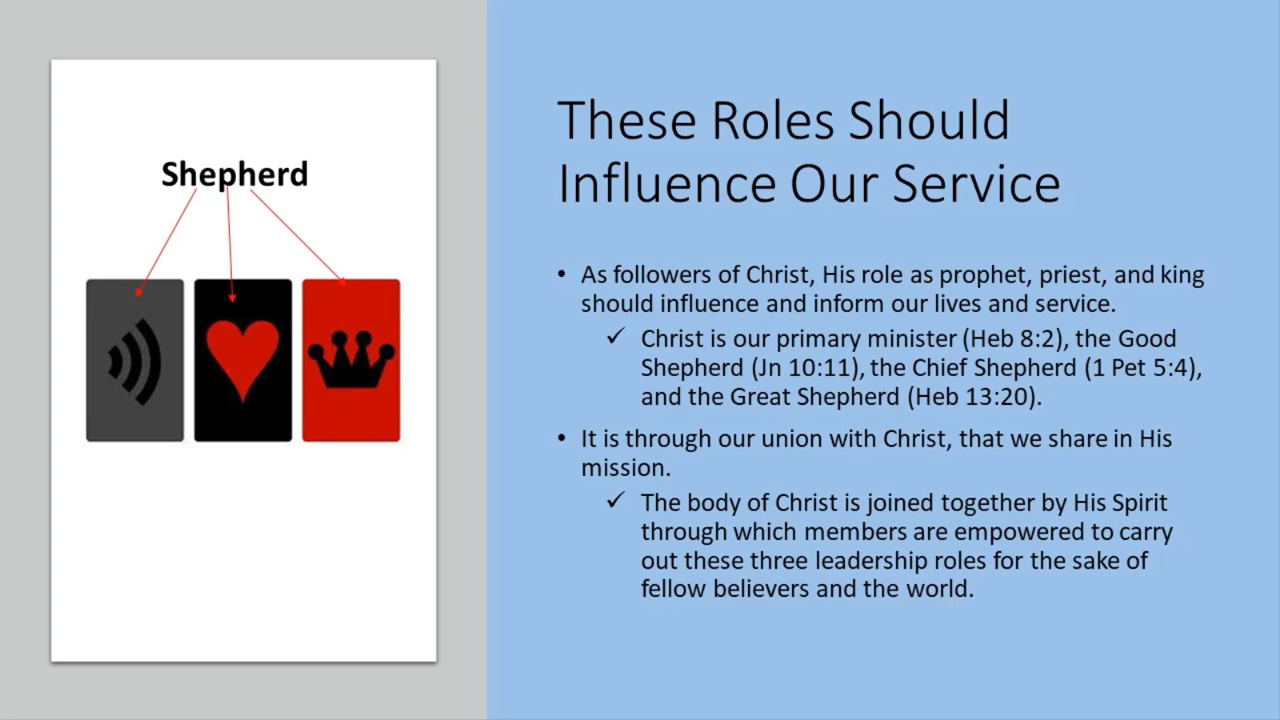 Shepherd
These Roles Should
Influence Our Service
• As followers of Christ, His role as prophet, priest, and king
should influence and inform our lives and service.
✓ Christ is our primary minister (Heb 8:2), the Good
Shepherd (Jn 10:11), the Chief Shepherd (1 Pet 5:4),
and the Great Shepherd (Heb 13:20).
• It is through our union with Christ, that we share in His
mission.
✓ The body of Christ is joined together by His Spirit
through which members are empowered to carry
out these three leadership roles for the sake of
fellow believers and the world.